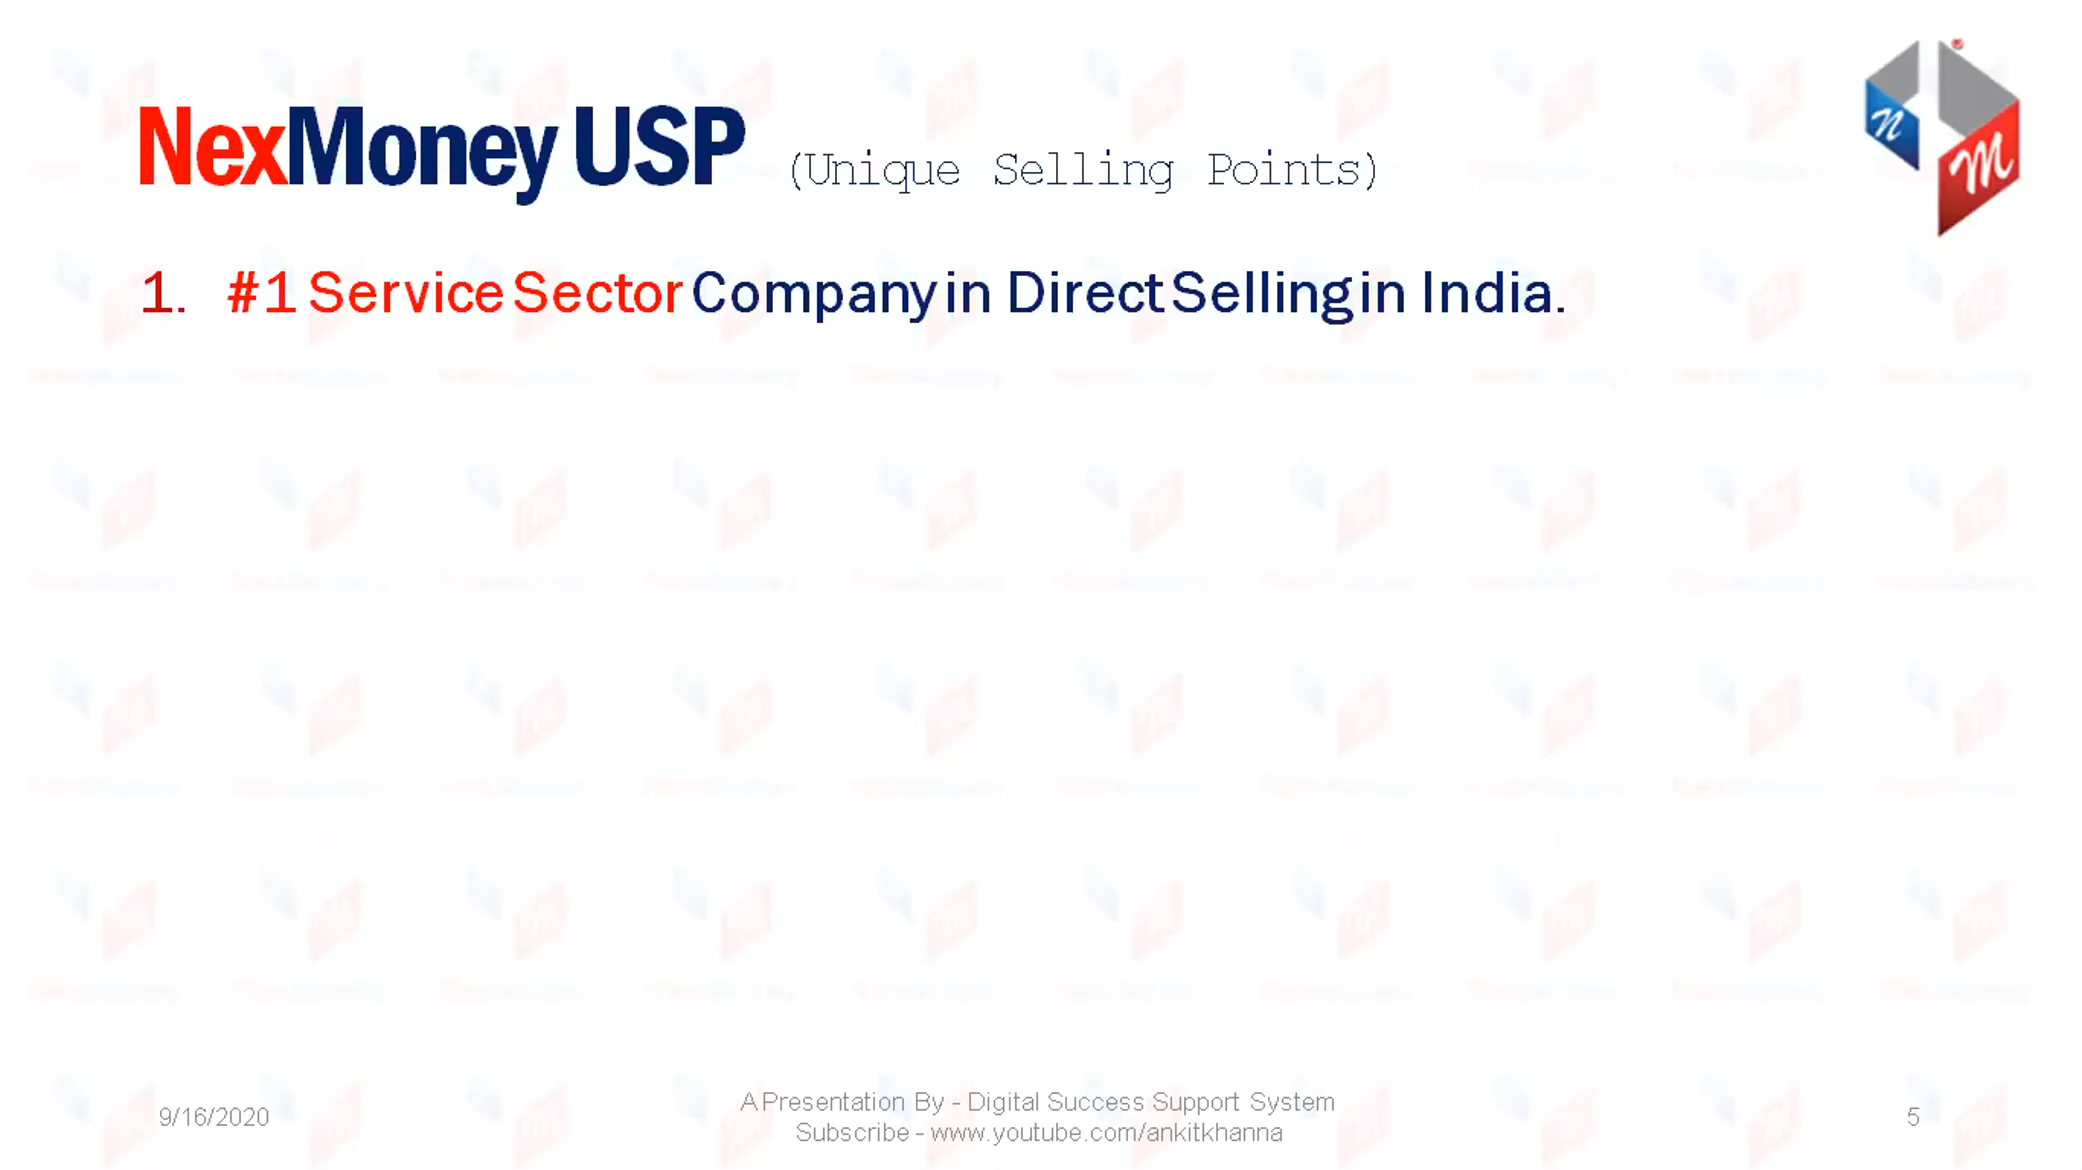 NexMoney USP (Unique Selling Points)
1. #1 Service Sector Company in Direct Selling in India.
9/16/2020
A Presentation By - Digital Success Support System
Subscribe - www.youtube.com/ankitkhanna
5